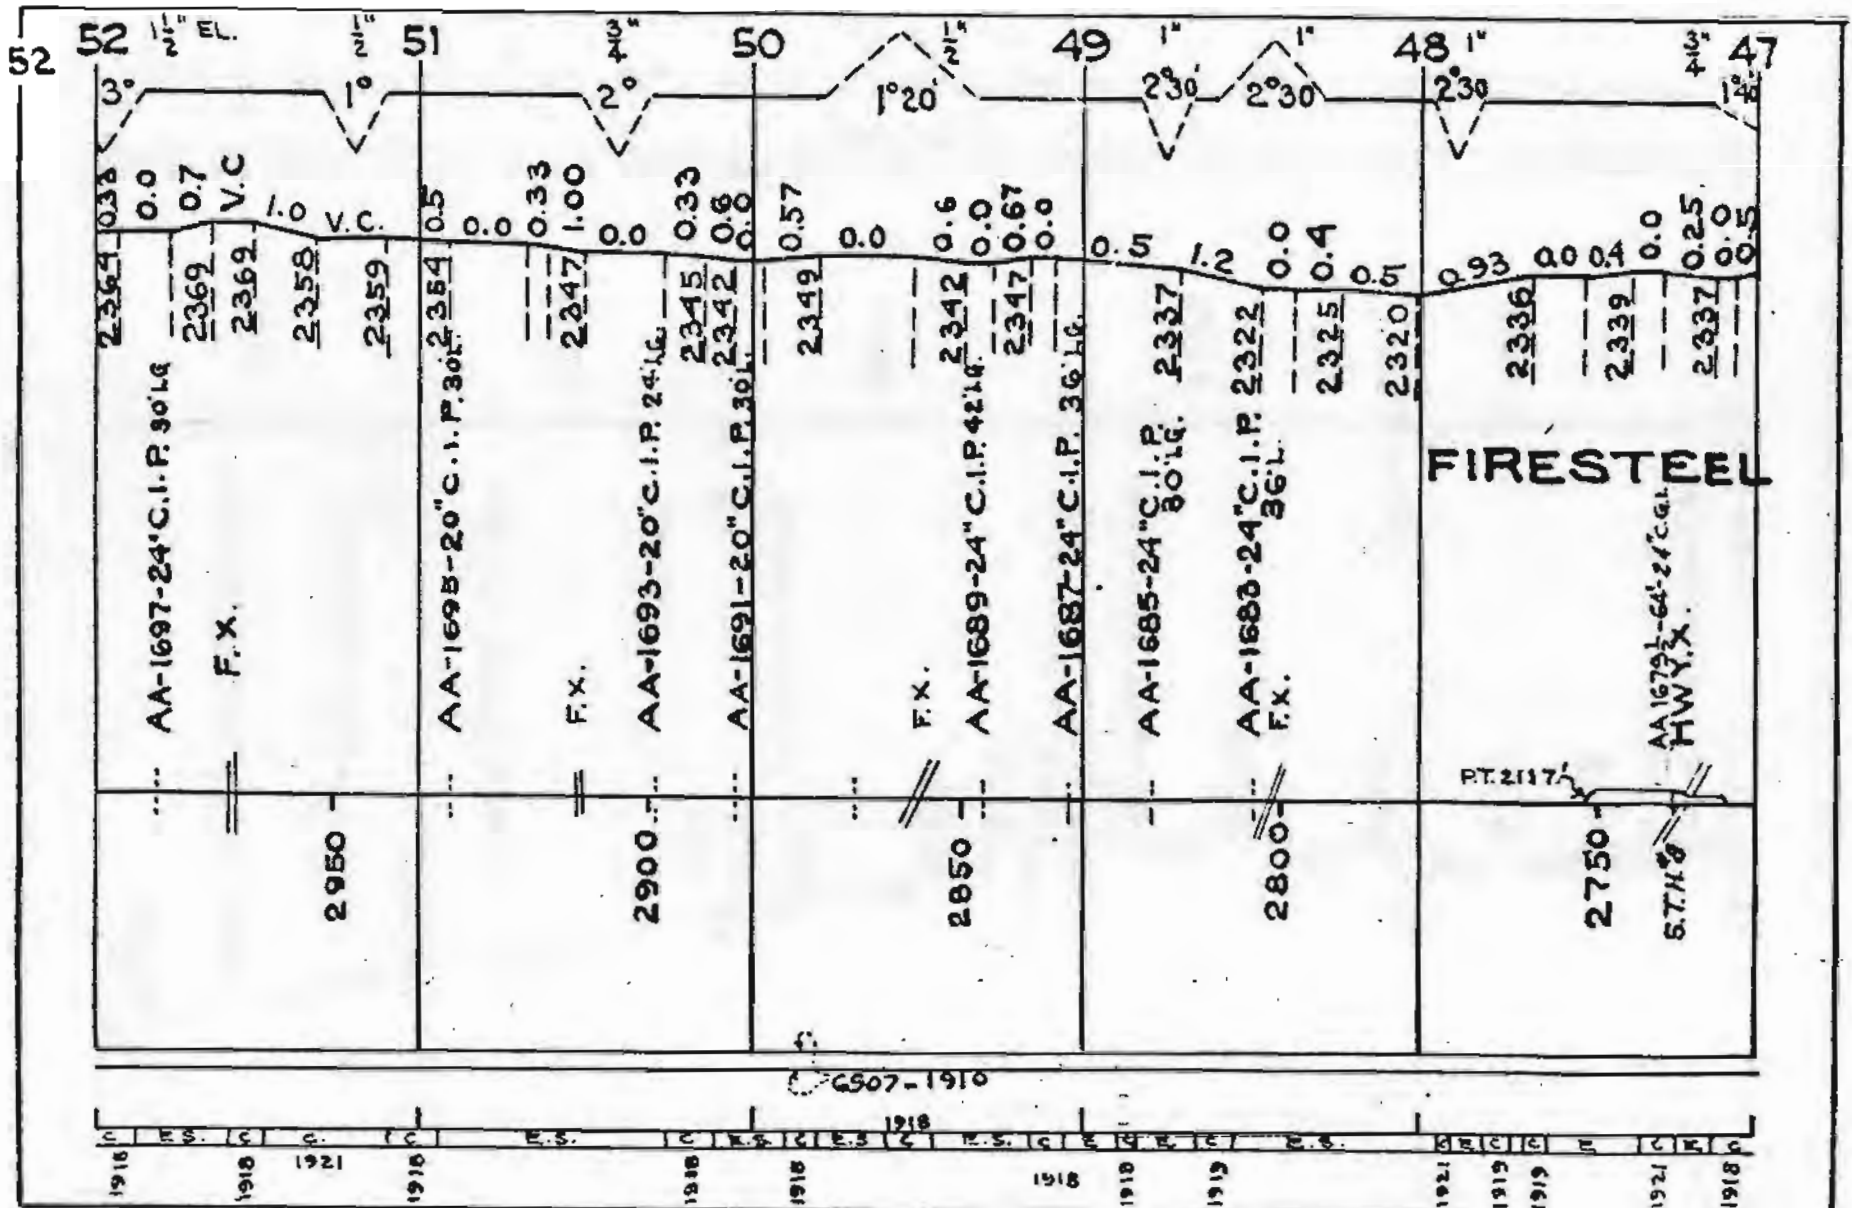 52
52 1½" EL. ½" 51 ¾" 50 ½" 49 1" 1" 48 1" ¾" 47
3° 1° 2° 1°20' 2°30' 2°30' 2°30 1°40'
0.33 0.0 0.7 V.C 1.0 V.C. 0.5 0.0 0.33 1.00 0.0 0.33 0.6 0.0 0.57 0.0 0.6 0.0 0.67 0.0 0.5 1.2 0.0 0.4 0.5 0.93 0.0 0.4 0.0 0.25 0.0 0.5
2364 2369 2369 2358 2359 2354 2347 2345 2342 2349 2342 2347 2337 2322 2325 2320 2336 2339 2337
FIRESTEEL
AA-1697-24"C.I.P. 30'LG
F.X.
AA-1695-20"C.I.P. 30'L.
F.X.
AA-1693-20"C.I.P. 24'LG.
AA-1691-20"C.I.P. 30'L.
F.X.
AA-1689-24"C.I.P. 42'LG.
AA-1687-24"C.I.P. 36'LG.
AA-1685-24"C.I.P.
30'LG.
AA-1683-24"C.I.P.
36'L.
F.X.
AA1679½-64'-24"C.G.I.
HWY.X.
P.T. 2117'
2950 2900 2850 2800 2750
S.T.H.#8
6507-1910
1918
C E.S. C C. C E.S. C E.S. C E.S C E.S. C E C E C E.S. C E C C E C E C
1918 1918 1921 1918 1918 1918 1918 1918 1919 1921 1919 1919 1921 1918